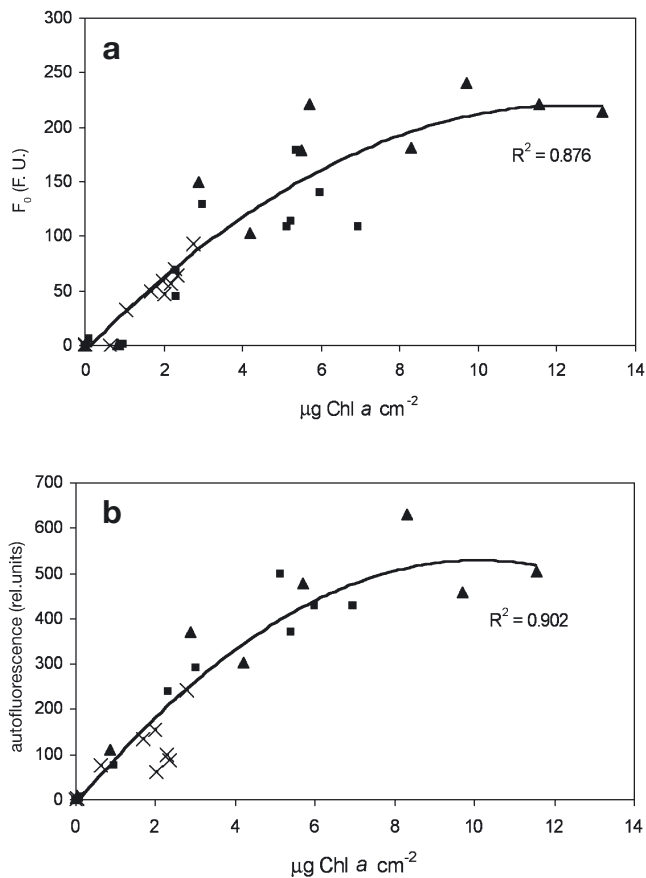 a
300
250
200
150
100
50
0
F0 (F. U.)
R2 = 0.876
0 2 4 6 8 10 12 14
µg Chl a cm-2
b
700
600
500
400
300
200
100
0
autofluorescence (rel.units)
R2 = 0.902
0 2 4 6 8 10 12 14
µg Chl a cm-2